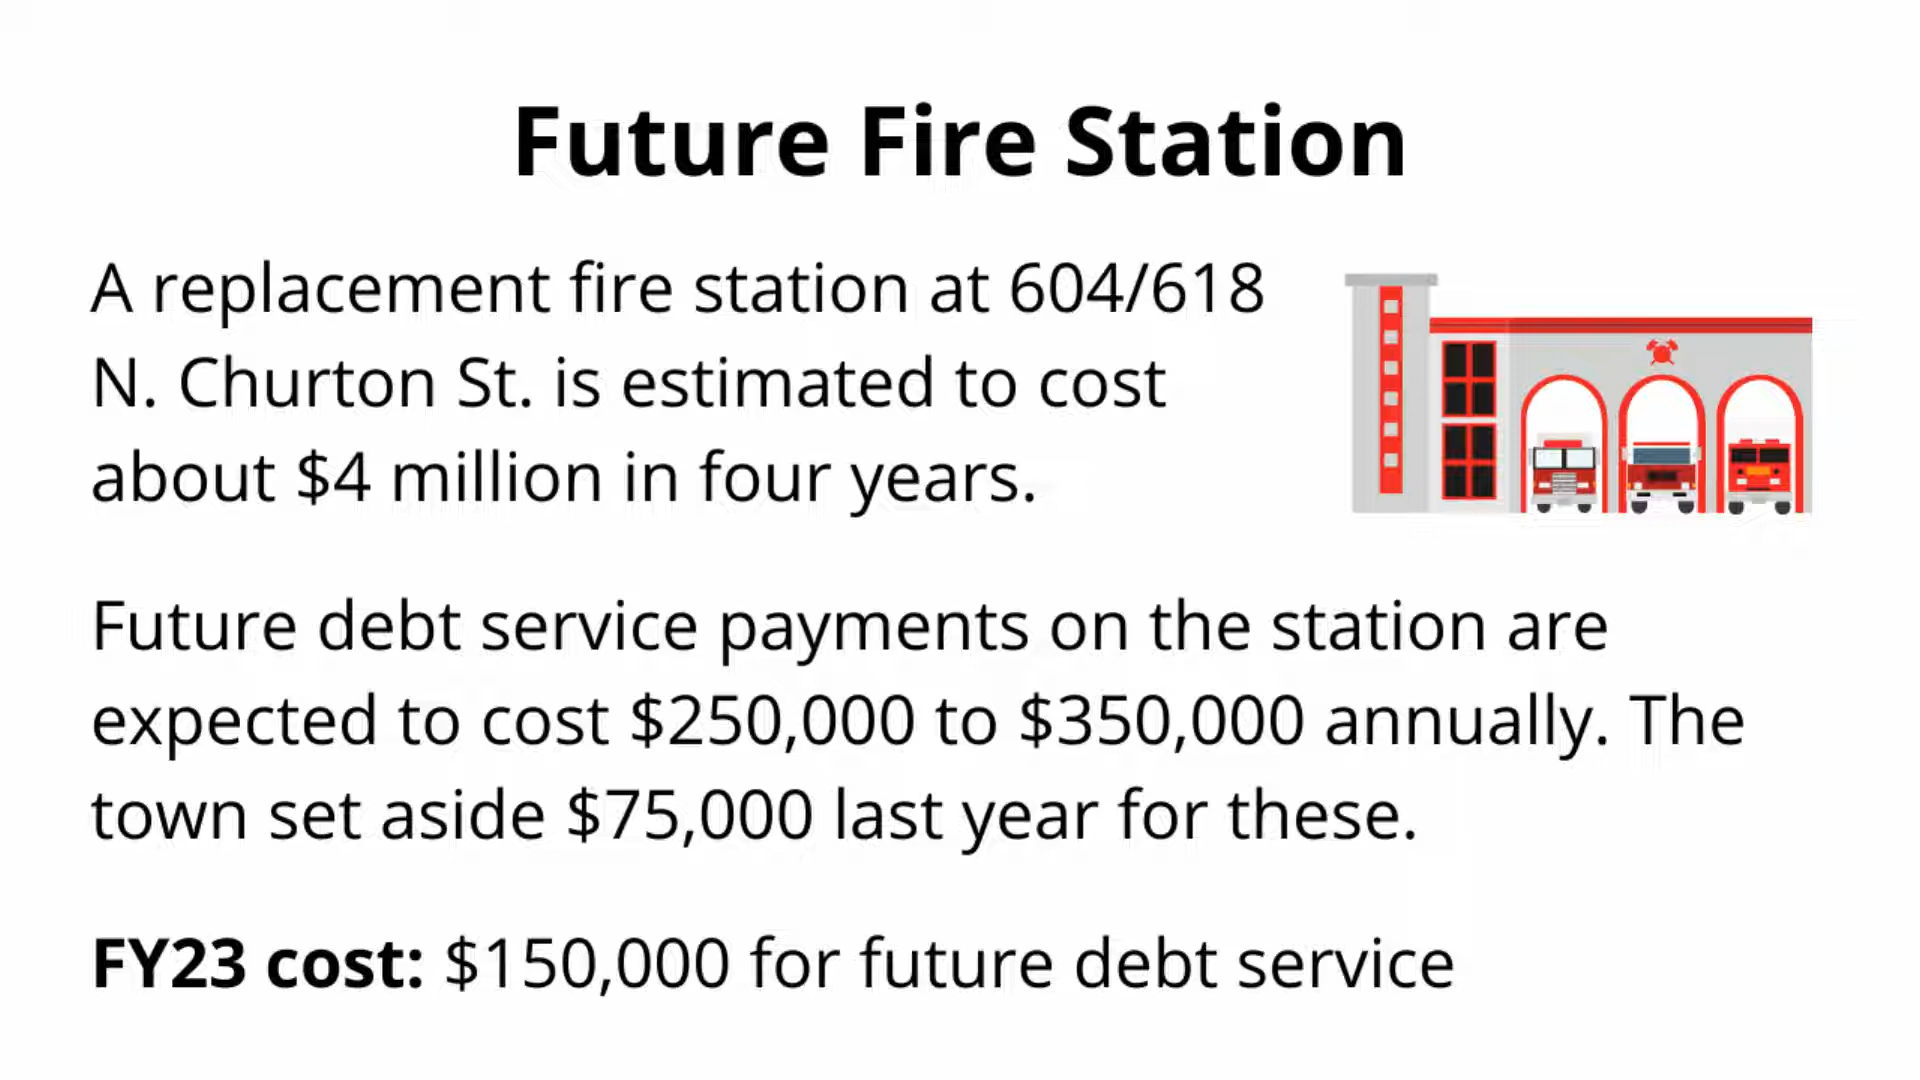 Future Fire Station
A replacement fire station at 604/618
N. Churton St. is estimated to cost
about $4 million in four years.
Future debt service payments on the station are
expected to cost $250,000 to $350,000 annually. The
town set aside $75,000 last year for these.
FY23 cost: $150,000 for future debt service